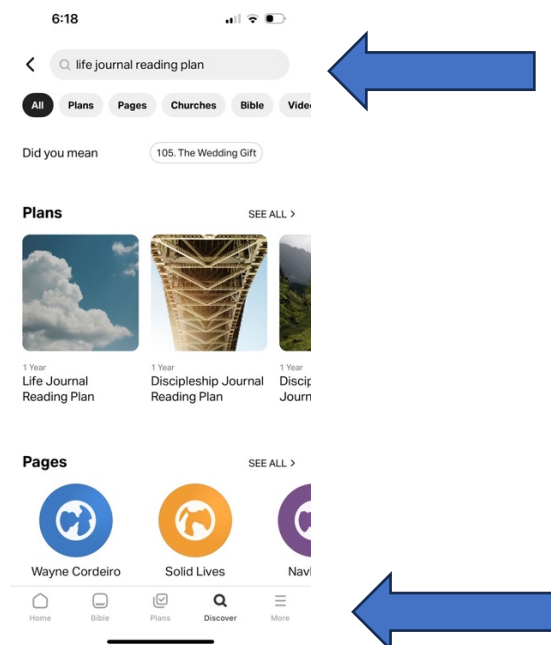 6:18
life journal reading plan
All Plans Pages Churches Bible
Did you mean 105. The Wedding Gift
Plans SEE ALL >
1 Year 1 Year 1 Year
Life Journal Discipleship Journal
Reading Plan Reading Plan
Pages SEE ALL >
Wayne Cordeiro Solid Lives
Home Bible Plans Discover More